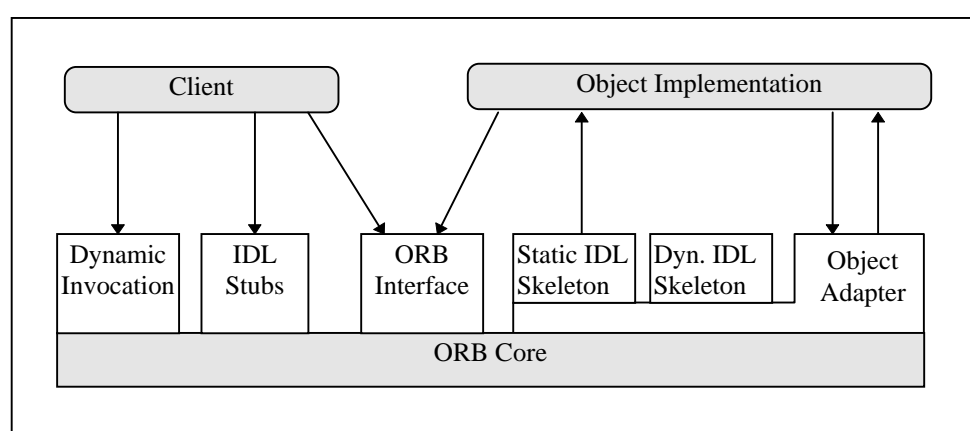 Client
Object Implementation
Dynamic
Invocation
IDL
Stubs
ORB
Interface
Static IDL
Skeleton
Dyn. IDL
Skeleton
Object
Adapter
ORB Core